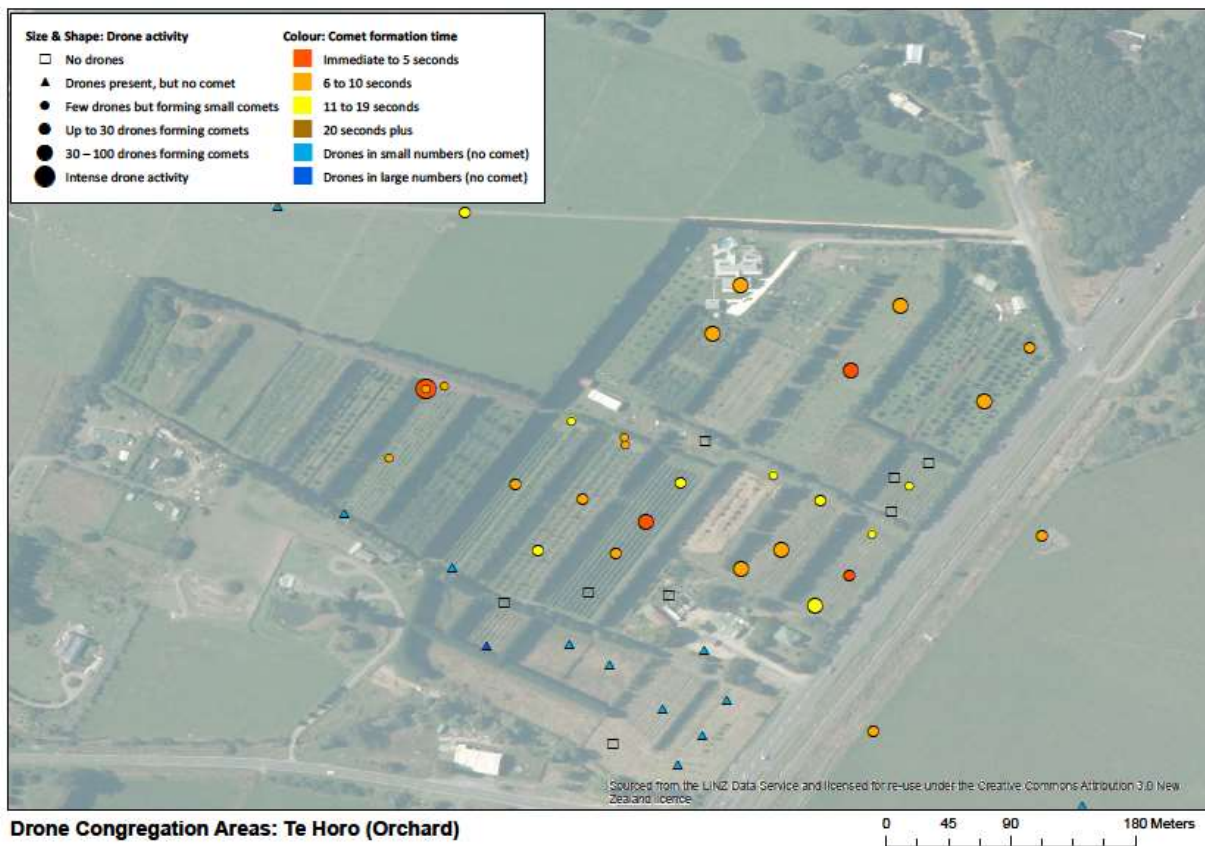 Size & Shape: Drone activity
No drones
Drones present, but no comet
Few drones but forming small comets
Up to 30 drones forming comets
30 – 100 drones forming comets
Intense drone activity
Colour: Comet formation time
Immediate to 5 seconds
6 to 10 seconds
11 to 19 seconds
20 seconds plus
Drones in small numbers (no comet)
Drones in large numbers (no comet)
Sourced from the LINZ Data Service and licensed for re-use under the Creative Commons Attribution 3.0 New
Zealand licence
Drone Congregation Areas: Te Horo (Orchard)
0 45 90 180 Meters